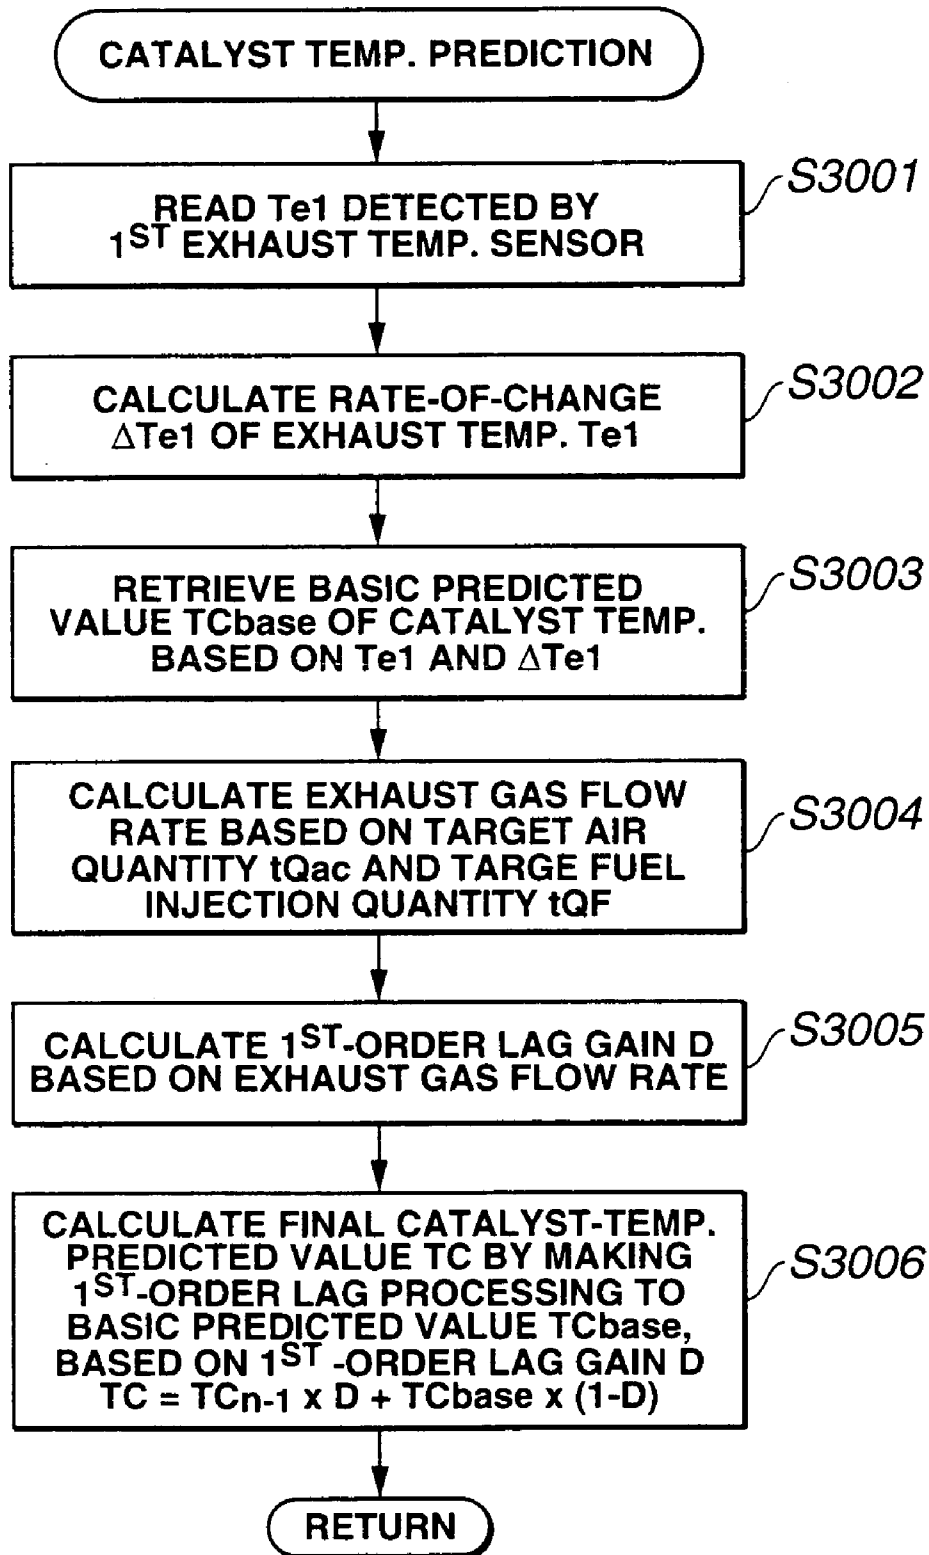 CATALYST TEMP. PREDICTION
READ Te1 DETECTED BY
1ST EXHAUST TEMP. SENSOR
S3001
CALCULATE RATE-OF-CHANGE
ΔTe1 OF EXHAUST TEMP. Te1
S3002
RETRIEVE BASIC PREDICTED
VALUE TCbase OF CATALYST TEMP.
BASED ON Te1 AND ΔTe1
S3003
CALCULATE EXHAUST GAS FLOW
RATE BASED ON TARGET AIR
QUANTITY tQac AND TARGE FUEL
INJECTION QUANTITY tQF
S3004
CALCULATE 1ST-ORDER LAG GAIN D
BASED ON EXHAUST GAS FLOW RATE
S3005
CALCULATE FINAL CATALYST-TEMP.
PREDICTED VALUE TC BY MAKING
1ST-ORDER LAG PROCESSING TO
BASIC PREDICTED VALUE TCbase,
BASED ON 1ST -ORDER LAG GAIN D
TC = TCn-1 x D + TCbase x (1-D)
S3006
RETURN